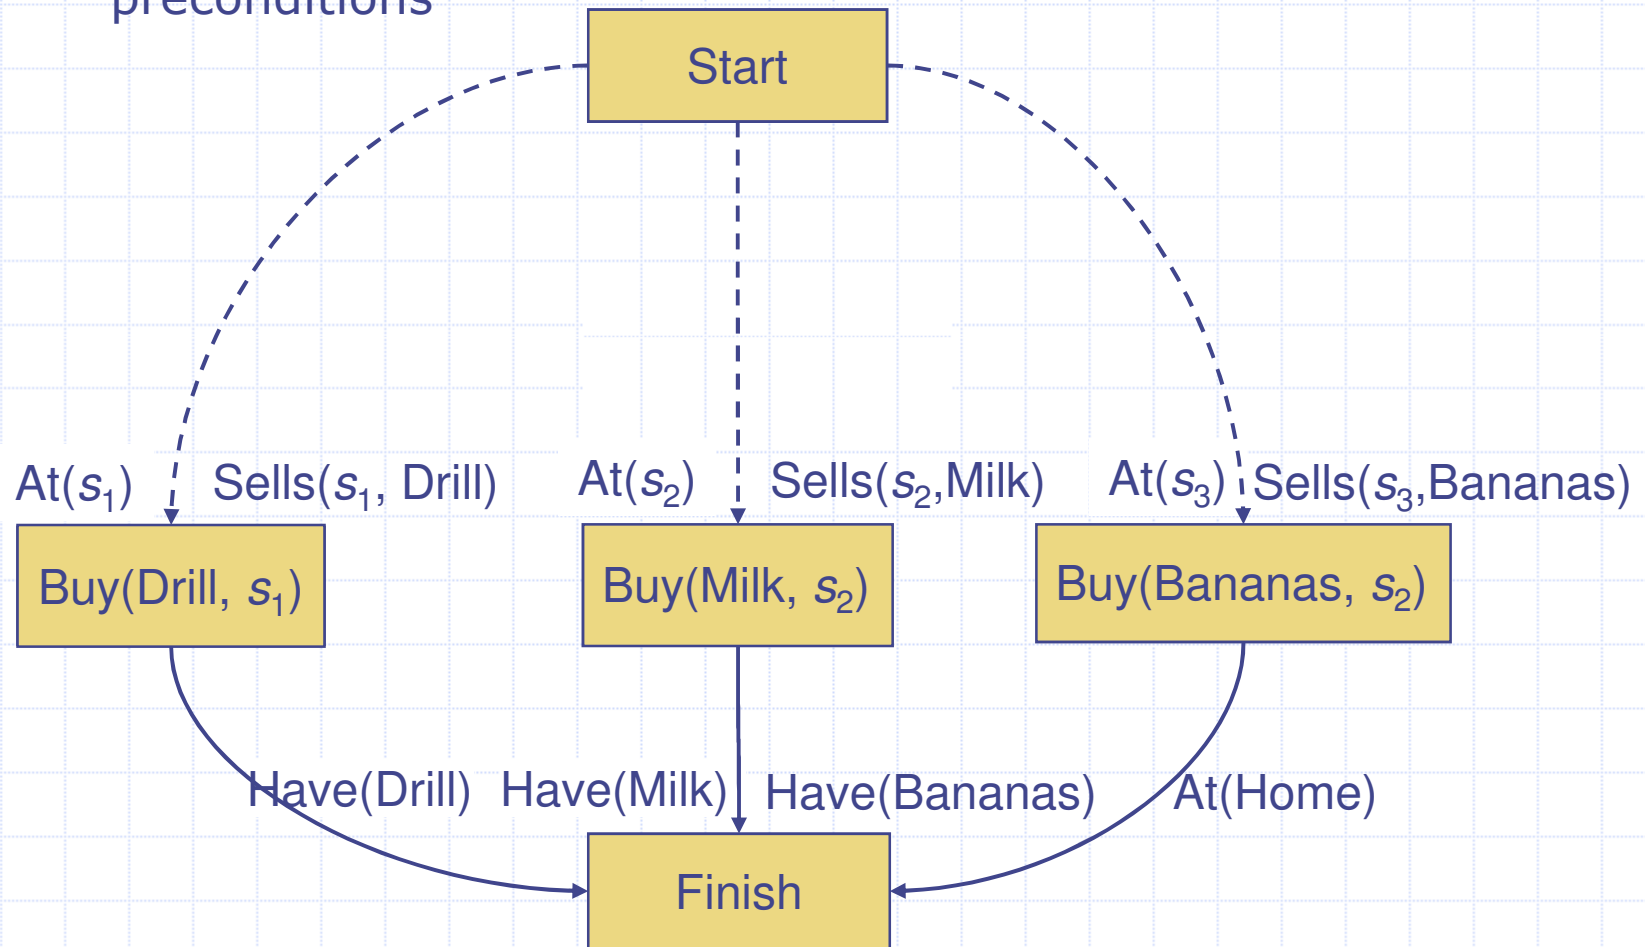 preconditions
Start
At(s₁) Sells(s₁, Drill) At(s₂) Sells(s₂,Milk) At(s₃) Sells(s₃,Bananas)
Buy(Drill, s₁) Buy(Milk, s₂) Buy(Bananas, s₂)
Have(Drill) Have(Milk) Have(Bananas) At(Home)
Finish